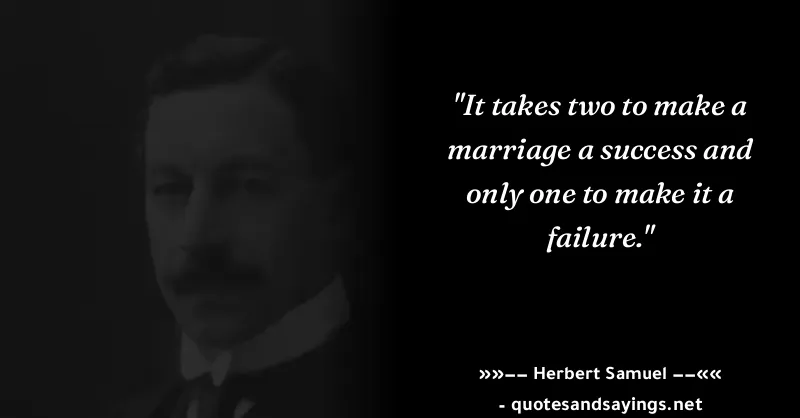 "It takes two to make a
marriage a success and
only one to make it a
failure."
»»−− Herbert Samuel −−««
- quotesandsayings.net